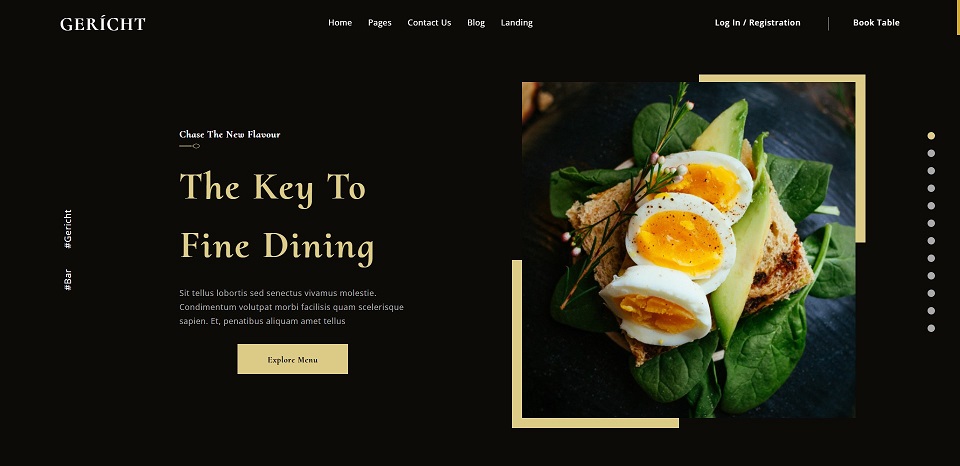 GERÍCHT
Home Pages Contact Us Blog Landing
Log In / Registration Book Table
Chase The New Flavour
The Key To
Fine Dining
Sit tellus lobortis sed senectus vivamus molestie.
Condimentum volutpat morbi facilisis quam scelerisque
sapien. Et, penatibus aliquam amet tellus
Explore Menu
#Gericht
#Bar